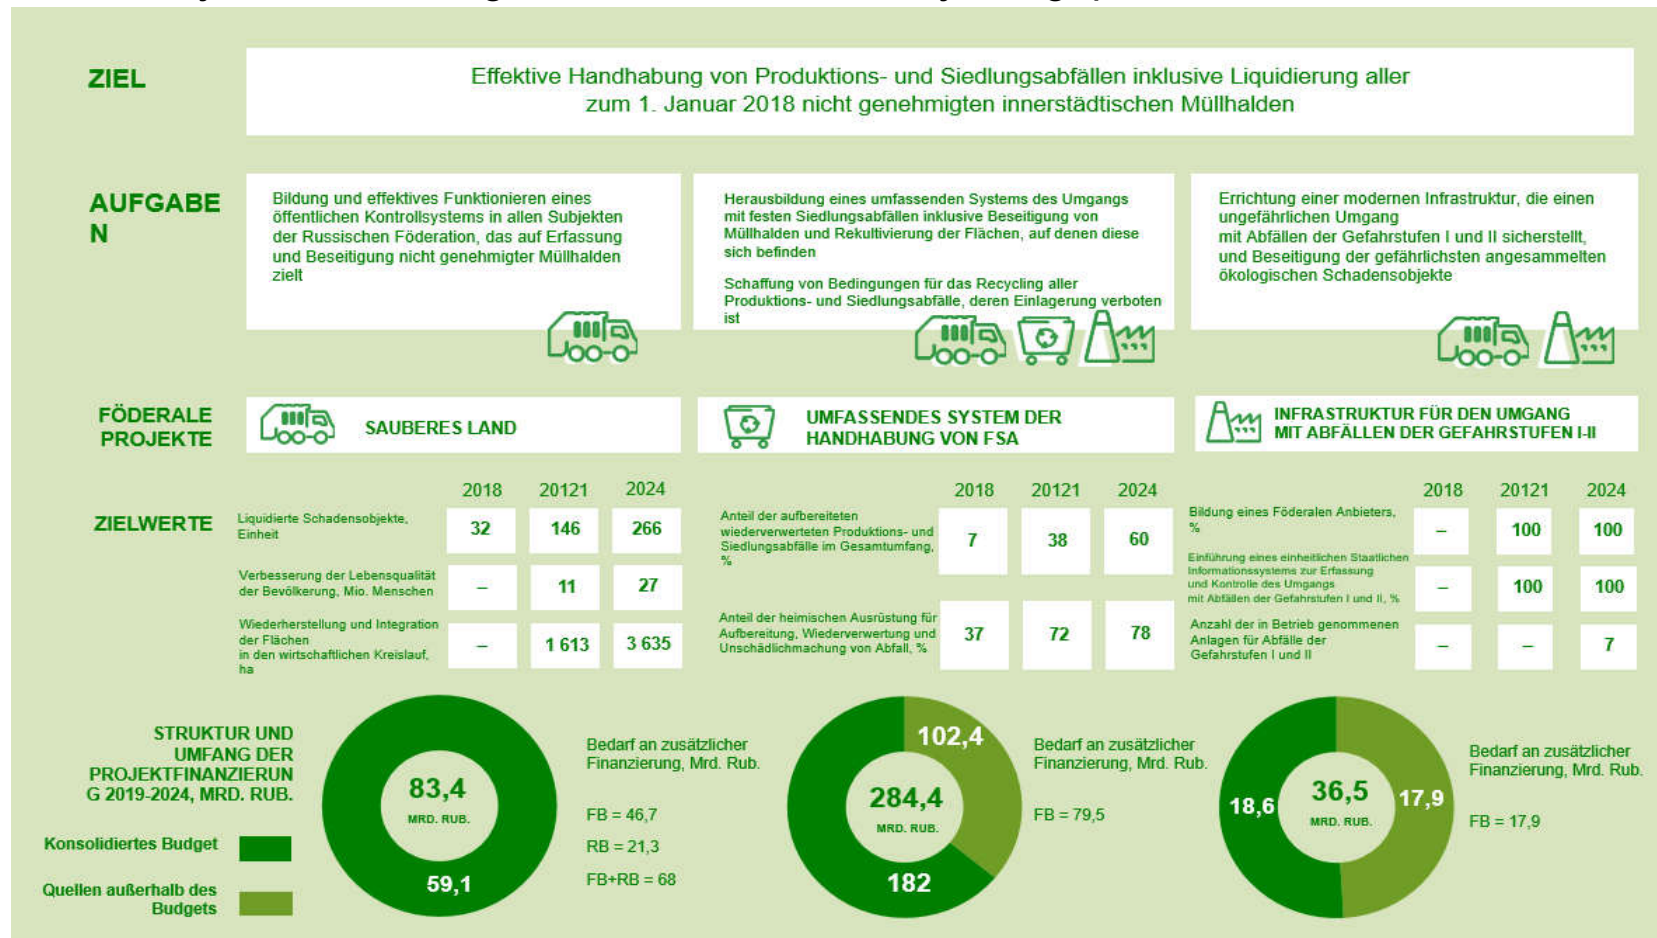 ZIEL
Effektive Handhabung von Produktions- und Siedlungsabfällen inklusive Liquidierung aller
zum 1. Januar 2018 nicht genehmigten innerstädtischen Müllhalden
AUFGABE
N
Bildung und effektives Funktionieren eines
öffentlichen Kontrollsystems in allen Subjekten
der Russischen Föderation, das auf Erfassung
und Beseitigung nicht genehmigter Müllhalden
zielt
Herausbildung eines umfassenden Systems des Umgangs
mit festen Siedlungsabfällen inklusive Beseitigung von
Müllhalden und Rekultivierung der Flächen, auf denen diese
sich befinden
Schaffung von Bedingungen für das Recycling aller
Produktions- und Siedlungsabfälle, deren Einlagerung verboten
ist
Errichtung einer modernen Infrastruktur, die einen
ungefährlichen Umgang
mit Abfällen der Gefahrstufen I und II sicherstellt,
und Beseitigung der gefährlichsten angesammelten
ökologischen Schadensobjekte
FÖDERALE
PROJEKTE
SAUBERES LAND
UMFASSENDES SYSTEM DER
HANDHABUNG VON FSA
INFRASTRUKTUR FÜR DEN UMGANG
MIT ABFÄLLEN DER GEFAHRSTUFEN I-II
ZIELWERTE
2018 20121 2024
Liquidierte Schadensobjekte,
Einheit
32 146 266
Verbesserung der Lebensqualität
der Bevölkerung, Mio. Menschen
– 11 27
Wiederherstellung und Integration
der Flächen
in den wirtschaftlichen Kreislauf,
ha
– 1 613 3 635
2018 20121 2024
Anteil der aufbereiteten
wiederverwerteten Produktions- und
Siedlungsabfälle im Gesamtumfang,
%
7 38 60
Anteil der heimischen Ausrüstung für
Aufbereitung, Wiederverwertung und
Unschädlichmachung von Abfall, %
37 72 78
2018 20121 2024
Bildung eines Föderalen Anbieters,
%
– 100 100
Einführung eines einheitlichen Staatlichen
Informationssystems zur Erfassung
und Kontrolle des Umgangs
mit Abfällen der Gefahrstufen I und II, %
– 100 100
Anzahl der in Betrieb genommenen
Anlagen für Abfälle der
Gefahrstufen I und II
– – 7
STRUKTUR UND
UMFANG DER
PROJEKTFINANZIERUN
G 2019-2024, MRD. RUB.
Konsolidiertes Budget
Quellen außerhalb des
Budgets
83,4
MRD. RUB.
59,1
Bedarf an zusätzlicher
Finanzierung, Mrd. Rub.
FB = 46,7
RB = 21,3
FB+RB = 68
102,4
284,4
MRD. RUB.
182
Bedarf an zusätzlicher
Finanzierung, Mrd. Rub.
FB = 79,5
18,6
36,5
MRD. RUB.
17,9
Bedarf an zusätzlicher
Finanzierung, Mrd. Rub.
FB = 17,9